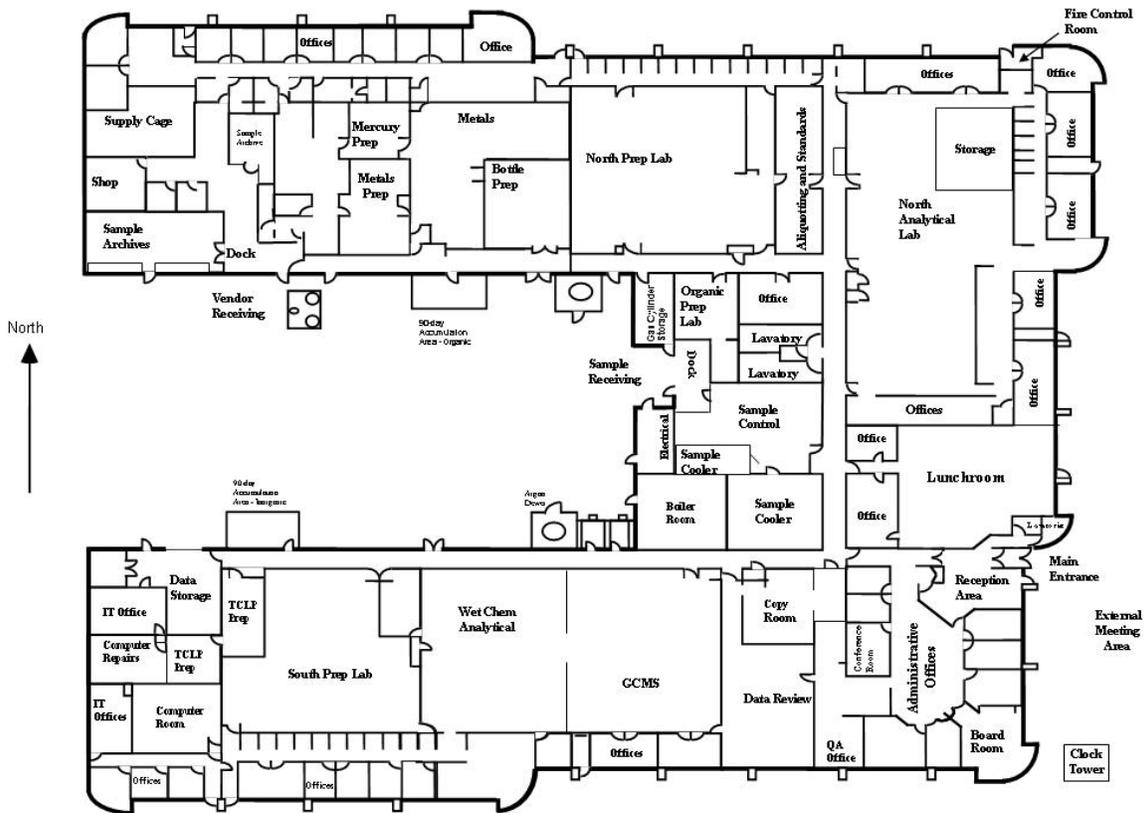 Fire Control
Room
Offices
Office
Offices
Office
Supply Cage
Sample
Archive
Mercury
Prep
Metals
North Prep Lab
Aliquotting and Standards
Storage
Office
Shop
Metals
Prep
Bottle
Prep
North
Analytical
Lab
Office
Sample
Archives
Dock
Vendor
Receiving
90-day
Accumulation
Area - Organic
Gas Cylinder
Storage
Organic
Prep
Lab
Office
Office
North
Lavatory
Lavatory
Sample
Receiving
Dock
Office
Sample
Control
Offices
Electrical
Sample
Cooler
Office
Lunchroom
90-day
Area -
Argon
Boiler
Room
Sample
Cooler
Office
Main
Entrance
Data
Storage
Reception
Area
IT Office
TCLP
Prep
Wet Chem
Analytical
Copy
Room
External
Meeting
Area
Computer
Repairs
TCLP
Prep
South Prep Lab
Conference
Room
Administrative
Offices
GCMS
Data Review
IT
Offices
Computer
Room
Offices
QA
Office
Board
Room
Clock
Tower
Offices
Offices